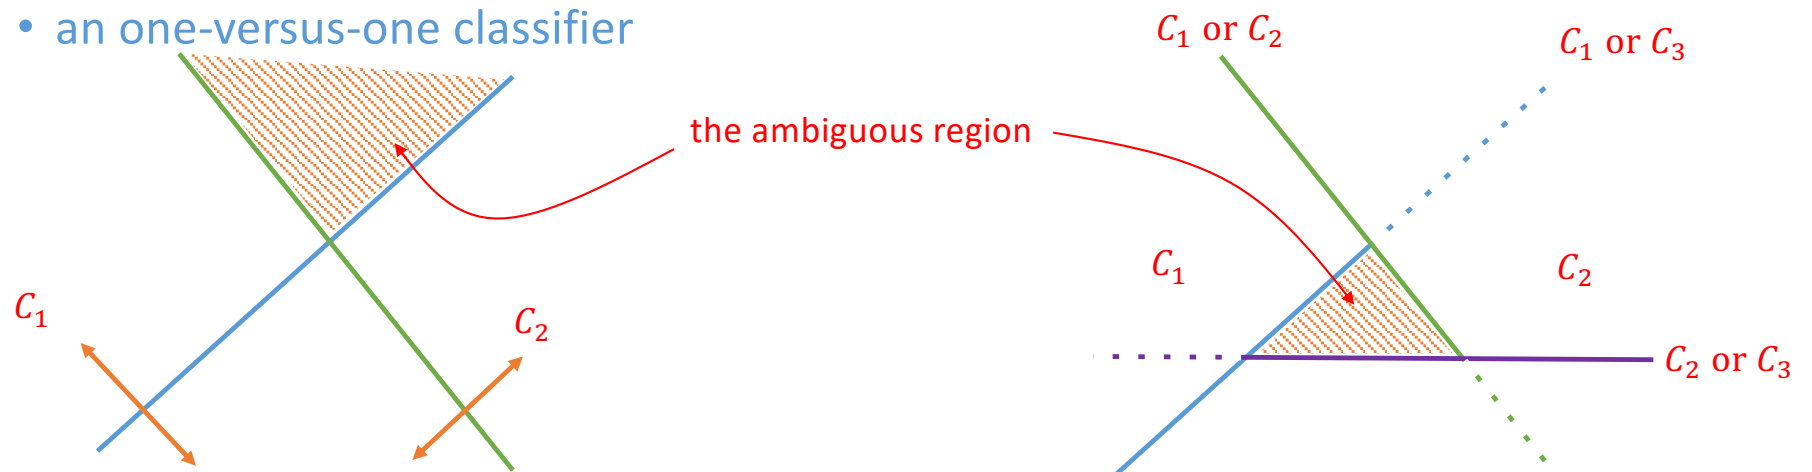 • an one-versus-one classifier
C₁ or C₂
C₁ or C₃
the ambiguous region
C₁
C₂
C₁
C₂
C₂ or C₃